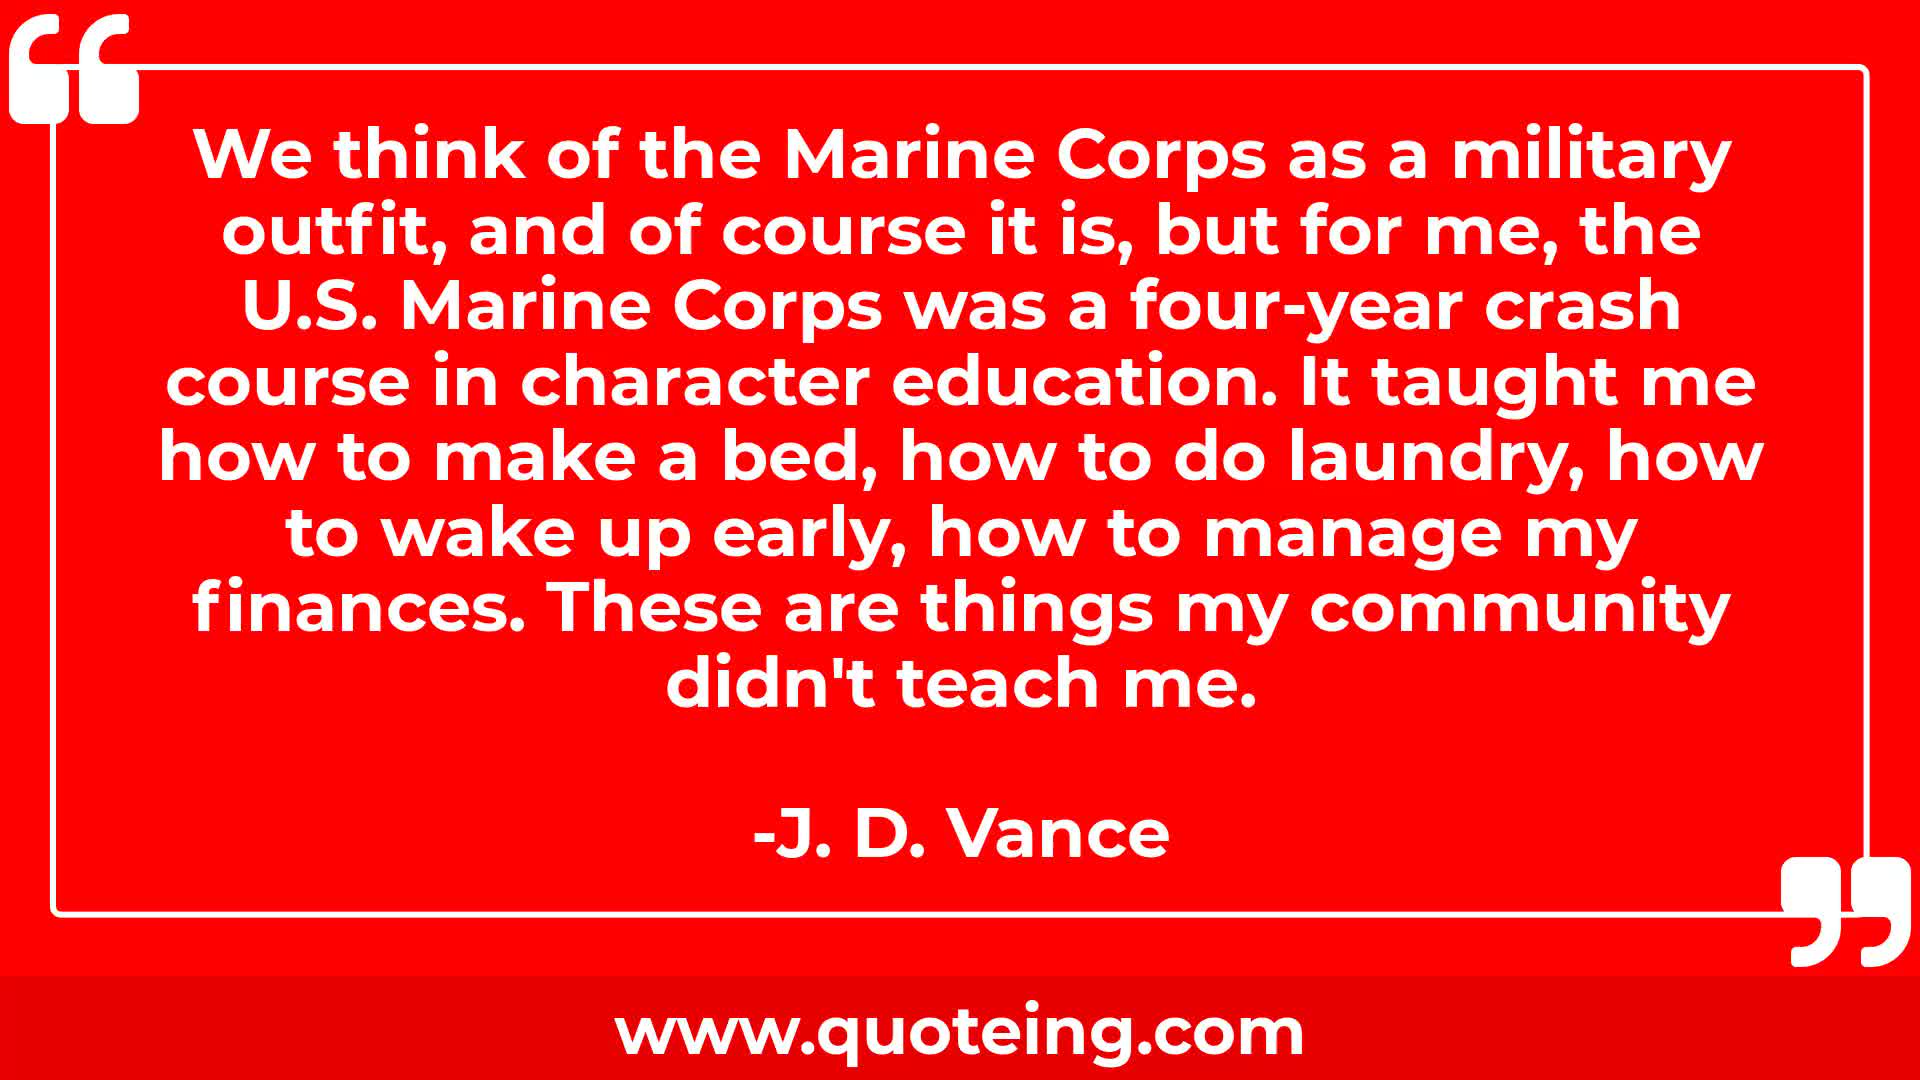 We think of the Marine Corps as a military
outfit, and of course it is, but for me, the
U.S. Marine Corps was a four-year crash
course in character education. It taught me
how to make a bed, how to do laundry, how
to wake up early, how to manage my
finances. These are things my community
didn't teach me.
-J. D. Vance
www.quoteing.com